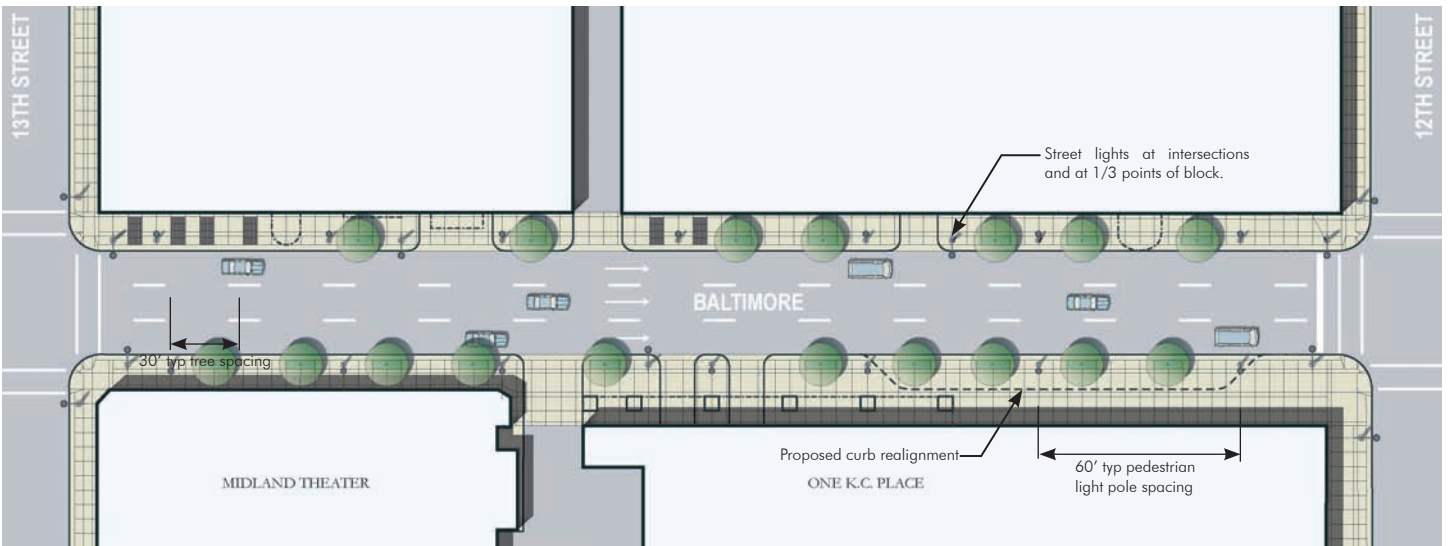 13TH STREET
12TH STREET
Street lights at intersections
and at 1/3 points of block.
BALTIMORE
30' typ tree spacing
Proposed curb realignment
60' typ pedestrian
light pole spacing
MIDLAND THEATER
ONE K.C. PLACE